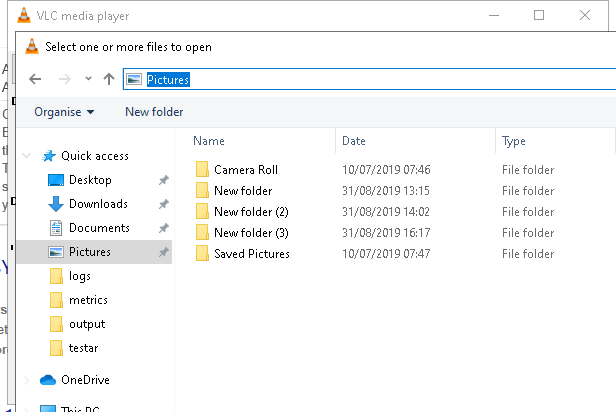 VLC media player
Select one or more files to open
Pictures
Organise New folder
Name Date Type
Quick access
Desktop
Downloads
Documents
Pictures
logs
metrics
output
testar
OneDrive
This PC
Camera Roll 10/07/2019 07:46 File folder
New folder 31/08/2019 13:15 File folder
New folder (2) 31/08/2019 14:02 File folder
New folder (3) 31/08/2019 16:17 File folder
Saved Pictures 10/07/2019 07:47 File folder